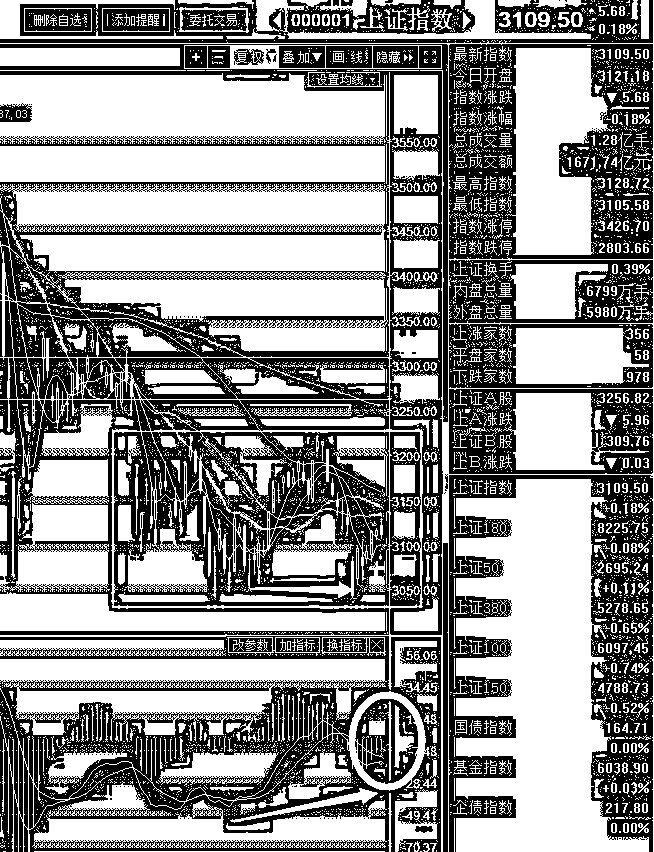 删除自选 添加提醒 委托交易 000001 上证指数 3109.50 5.68
0.18%
复权 叠加 画线 隐藏
设置均线
37,03
3550.00
3500.00
3450.00
3400.00
3350.00
3300.00
3250.00
3200.00
3150.00
3100.00
3050.00
改参数 加指标 换指标
56.06
34.45
49.41
70.37
最新指数 3109.50
今日开盘 3121.18
指数涨跌 ▼5.68
指数涨幅 -0.18%
总成交量 1.28亿手
总成交额 1671.74亿元
最高指数 3128.72
最低指数 3105.58
指数涨停 3426.70
指数跌停 2803.66
上证换手 0.39%
内盘总量 6799万手
外盘总量 5980万手
上涨家数 356
平盘家数 58
下跌家数 978
上证A股 3256.82
上A涨跌 ▼5.96
上证B股 309.76
上B涨跌 ▼0.03
上证指数 3109.50
-0.18%
上证180 8225.75
-0.08%
上证50 2695.24
+0.11%
上证380 5278.65
-0.65%
上证100 6097.45
-0.74%
上证150 4788.73
-0.52%
国债指数 164.71
0.00%
基金指数 6038.90
+0.03%
企债指数 217.80
0.00%